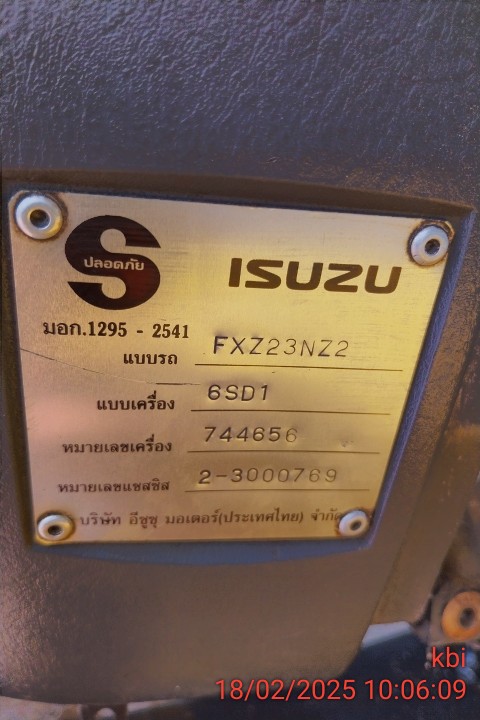 S
ปลอดภัย
ISUZU
มอก.1295 - 2541
แบบรถ FXZ23NZ2
แบบเครื่อง 6SD1
หมายเลขเครื่อง 744656
หมายเลขแชสซิส 2-3000769
บริษัท อีซูซุ มอเตอร์(ประเทศไทย) จำกัด
kbi
18/02/2025 10:06:09